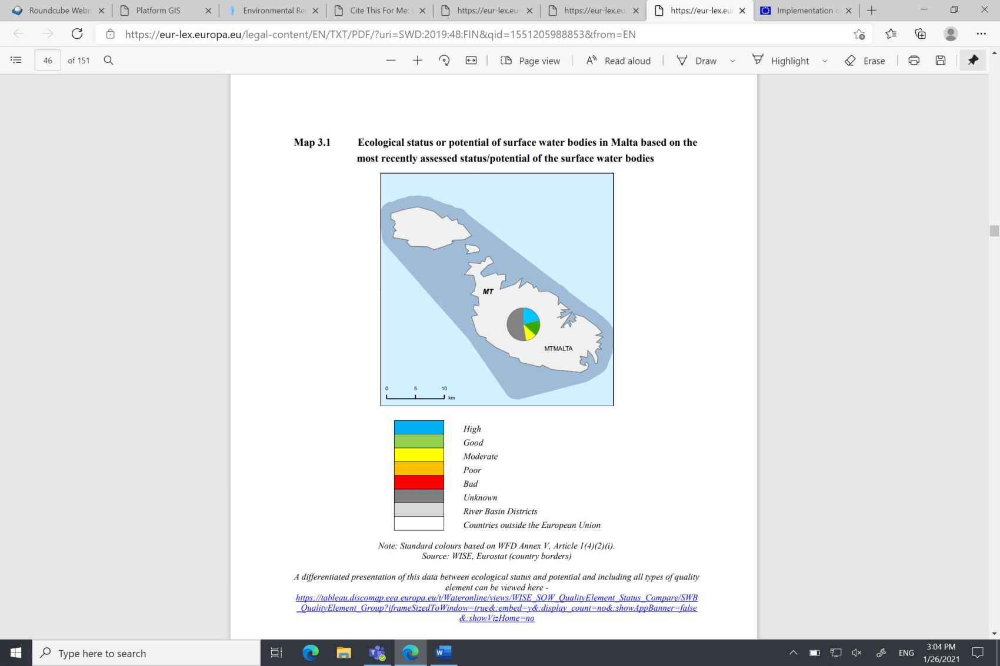 Roundcube Webm
Platform GIS
Environmental Re
Cite This For Me:
https://eur-lex.eu
https://eur-lex.eu
https://eur-lex.eu
Implementation o
https://eur-lex.europa.eu/legal-content/EN/TXT/PDF/?uri=SWD:2019:48:FIN&qid=1551205988853&from=EN
46 of 151
Page view
Read aloud
Draw
Highlight
Erase
Map 3.1 Ecological status or potential of surface water bodies in Malta based on the
most recently assessed status/potential of the surface water bodies
MT
MTMALTA
0 5 10
km
High
Good
Moderate
Poor
Bad
Unknown
River Basin Districts
Countries outside the European Union
Note: Standard colours based on WFD Annex V, Article 1(4)(2)(i).
Source: WISE, Eurostat (country borders)
A differentiated presentation of this data between ecological status and potential and including all types of quality
element can be viewed here -
https://tableau.discomap.eea.europa.eu/t/Wateronline/views/WISE_SOW_QualityElement_Status_Compare/SWB
_QualityElement_Group?iframeSizedToWindow=true&:embed=y&:display_count=no&:showAppBanner=false
&:showVizHome=no
Type here to search
ENG
3:04 PM
1/26/2021